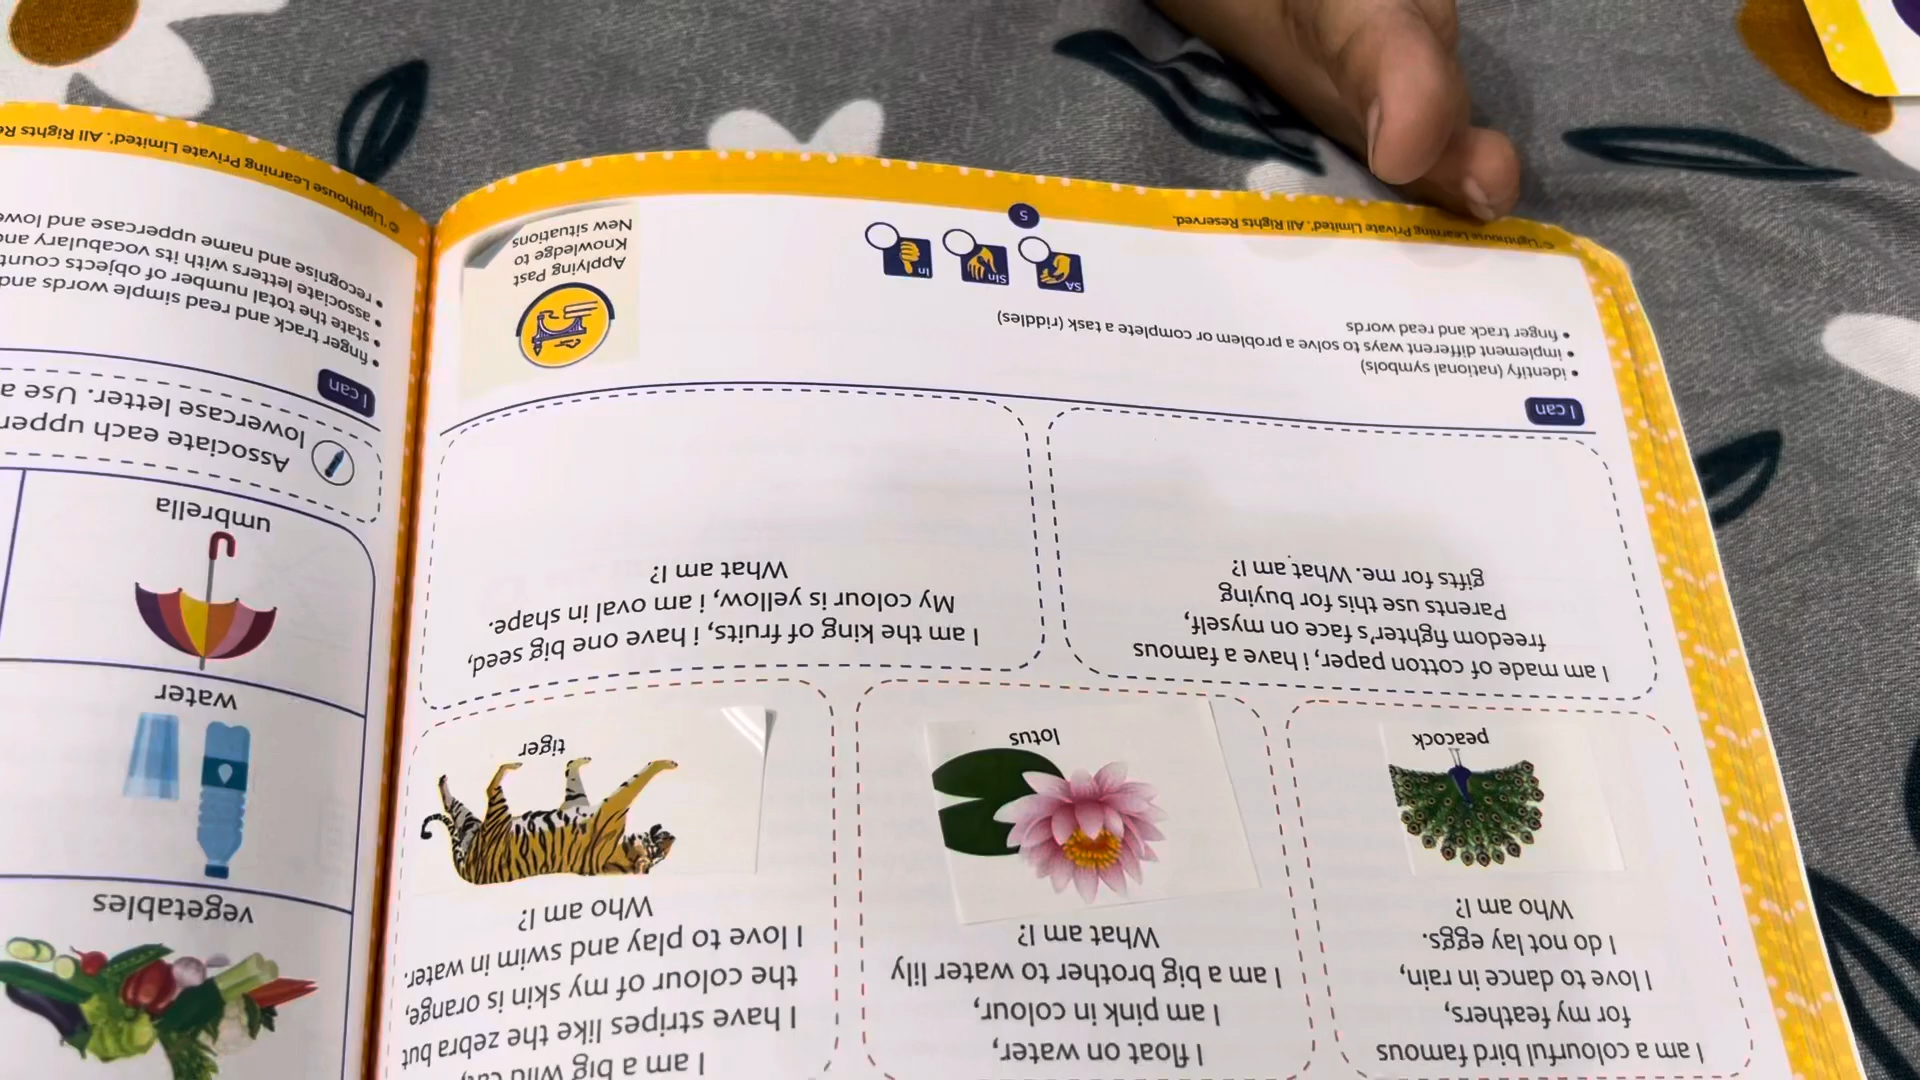 I am a colourful bird famous
for my feathers,
I love to dance in rain,
I do not lay eggs.
Who am I?
peacock
I float on water,
I am pink in colour,
I am a big brother to water lily
What am I?
lotus
I am a big wild cat,
I have stripes like the zebra but
the colour of my skin is orange,
I love to play and swim in water.
Who am I?
tiger
I am made of cotton paper, i have a famous
freedom fighter's face on myself,
Parents use this for buying
gifts for me. What am I?
I am the king of fruits, i have one big seed,
My colour is yellow, i am oval in shape.
What am I?
I can
• identify (national symbols)
• implement different ways to solve a problem or complete a task (riddles)
• finger track and read words
SA
SIn
In
Applying Past
Knowledge to
New situations
© 'Lighthouse Learning Private Limited'. All Rights Reserved.
5
vegetables
water
umbrella
Associate each upper
lowercase letter. Use a
I can
• finger track and read simple words and
• state the total number of objects count
• associate letters with its vocabulary and
• recognise and name uppercase and low
© 'Lighthouse Learning Private Limited'. All Rights Re